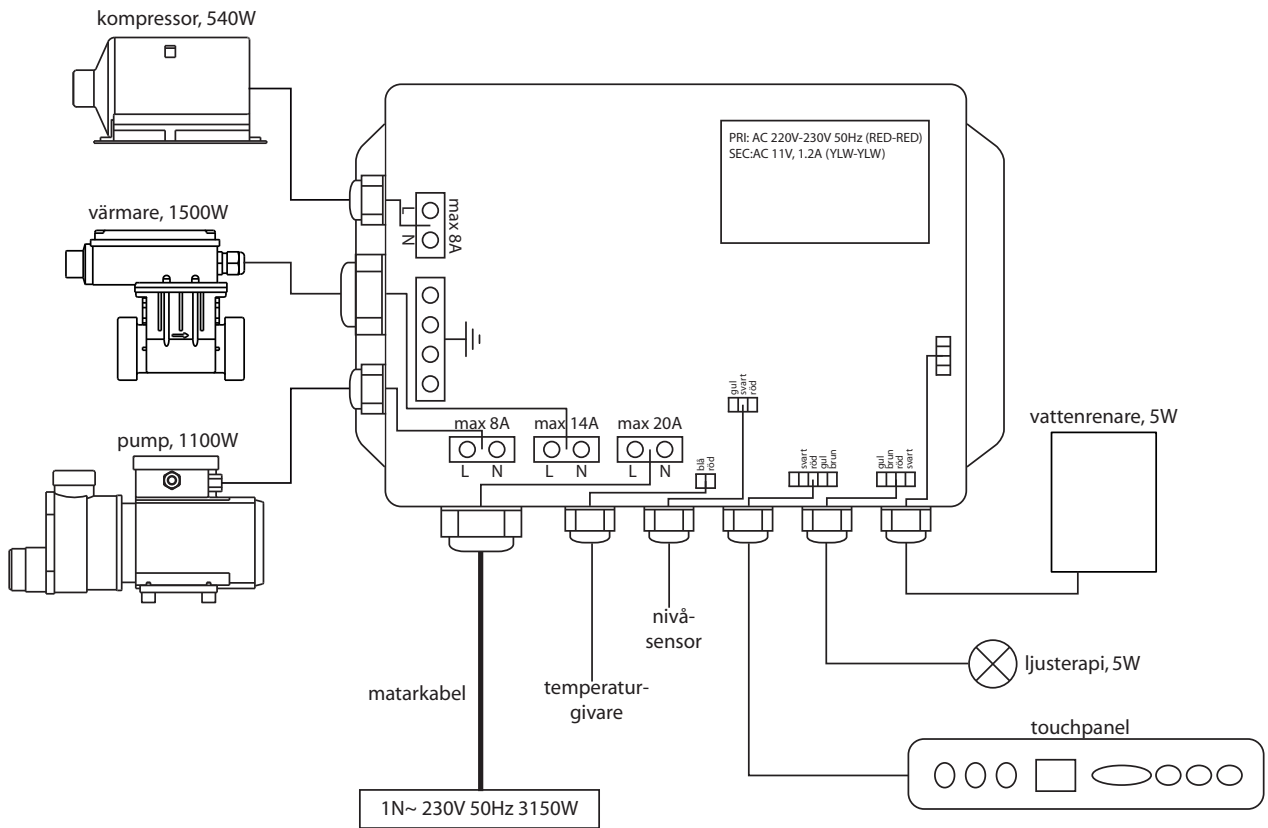 kompressor, 540W
PRI: AC 220V-230V 50Hz (RED-RED)
SEC:AC 11V, 1.2A (YLW-YLW)
värmare, 1500W
L
N
max 8A
pump, 1100W
max 8A
L N
max 14A
L N
max 20A
L N
blå
röd
gul
svart
röd
svart
röd
gul
brun
gul
brun
röd
svart
vattenrenare, 5W
nivå-
sensor
ljusterapi, 5W
matarkabel
temperatur-
givare
touchpanel
1N~ 230V 50Hz 3150W